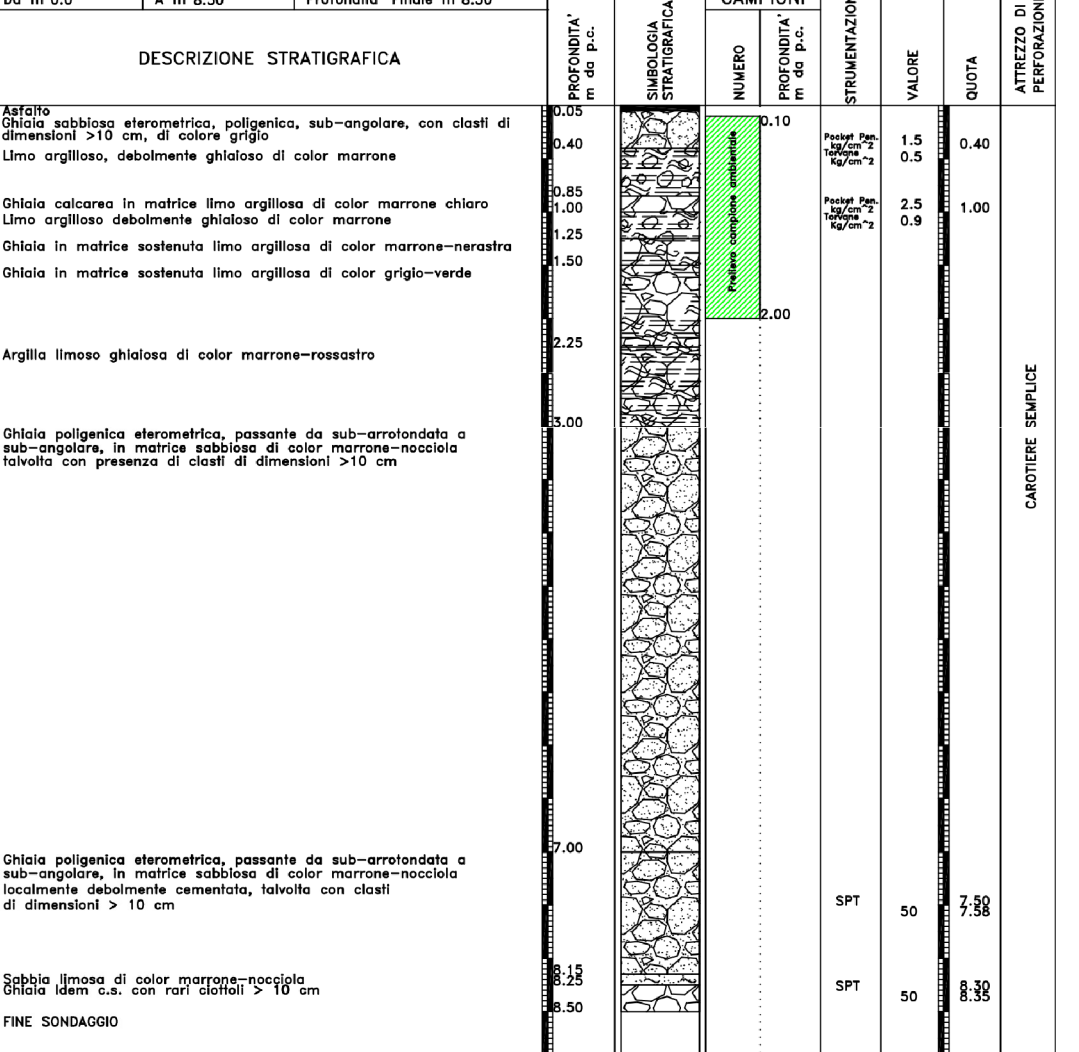 Da m 0.0
A m 8.50
Profondita' Finale m 8.50
CAMPIONI
DESCRIZIONE STRATIGRAFICA
PROFONDITA'
m da p.c.
SIMBOLOGIA
STRATIGRAFICA
NUMERO
PROFONDITA'
m da p.c.
STRUMENTAZION
VALORE
QUOTA
ATTREZZO DI
PERFORAZIONE
Asfalto
0.05
Ghiaia sabbiosa eterometrica, poligenica, sub-angolare, con clasti di
dimensioni >10 cm, di colore grigio
0.10
0.40
Pocket Pen.
kg/cm^2
1.5
0.40
Limo argilloso, debolmente ghiaioso di color marrone
Torvane
Kg/cm^2
0.5
0.85
Ghiaia calcarea in matrice limo argillosa di color marrone chiaro
1.00
Pocket Pen.
kg/cm^2
2.5
1.00
Limo argilloso debolmente ghiaioso di color marrone
Torvane
Kg/cm^2
0.9
1.25
Ghiaia in matrice sostenuta limo argillosa di color marrone-nerastra
1.50
Ghiaia in matrice sostenuta limo argillosa di color grigio-verde
Prelievo campione ambientale
2.00
2.25
Argilla limoso ghiaiosa di color marrone-rossastro
3.00
Ghiaia poligenica eterometrica, passante da sub-arrotondata a
sub-angolare, in matrice sabbiosa di color marrone-nocciola
talvolta con presenza di clasti di dimensioni >10 cm
CAROTIERE SEMPLICE
7.00
Ghiaia poligenica eterometrica, passante da sub-arrotondata a
sub-angolare, in matrice sabbiosa di color marrone-nocciola
localmente debolmente cementata, talvolta con clasti
di dimensioni > 10 cm
SPT
50
7.50
7.58
8.15
Sabbia limosa di color marrone-nocciola
8.25
Ghiaia Idem c.s. con rari ciottoli > 10 cm
SPT
50
8.30
8.35
8.50
FINE SONDAGGIO